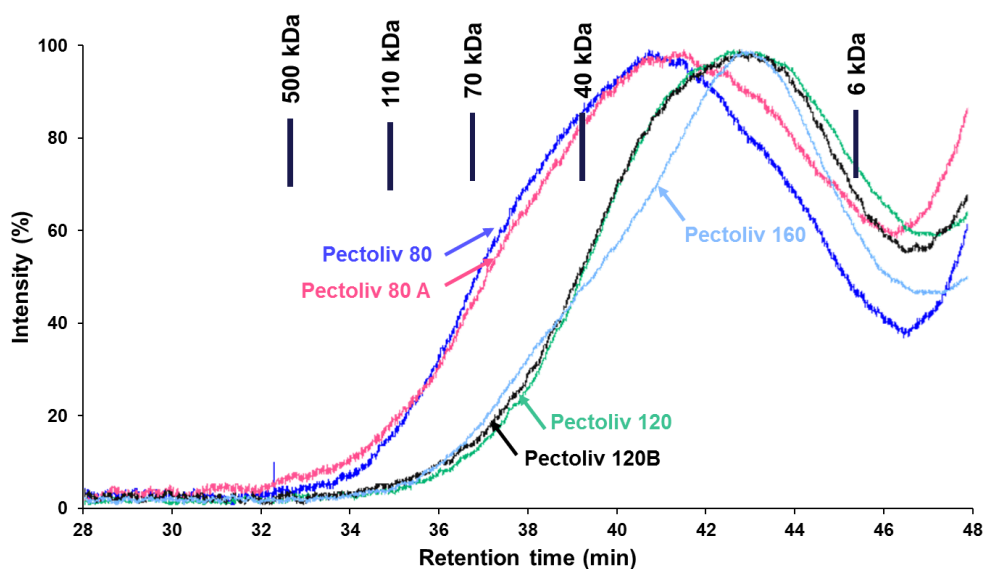 500 kDa
110 kDa
70 kDa
40 kDa
6 kDa
100
80
60
40
20
0
Intensity (%)
Pectoliv 80
Pectoliv 80 A
Pectoliv 160
Pectoliv 120
Pectoliv 120B
28 30 32 34 36 38 40 42 44 46 48
Retention time (min)